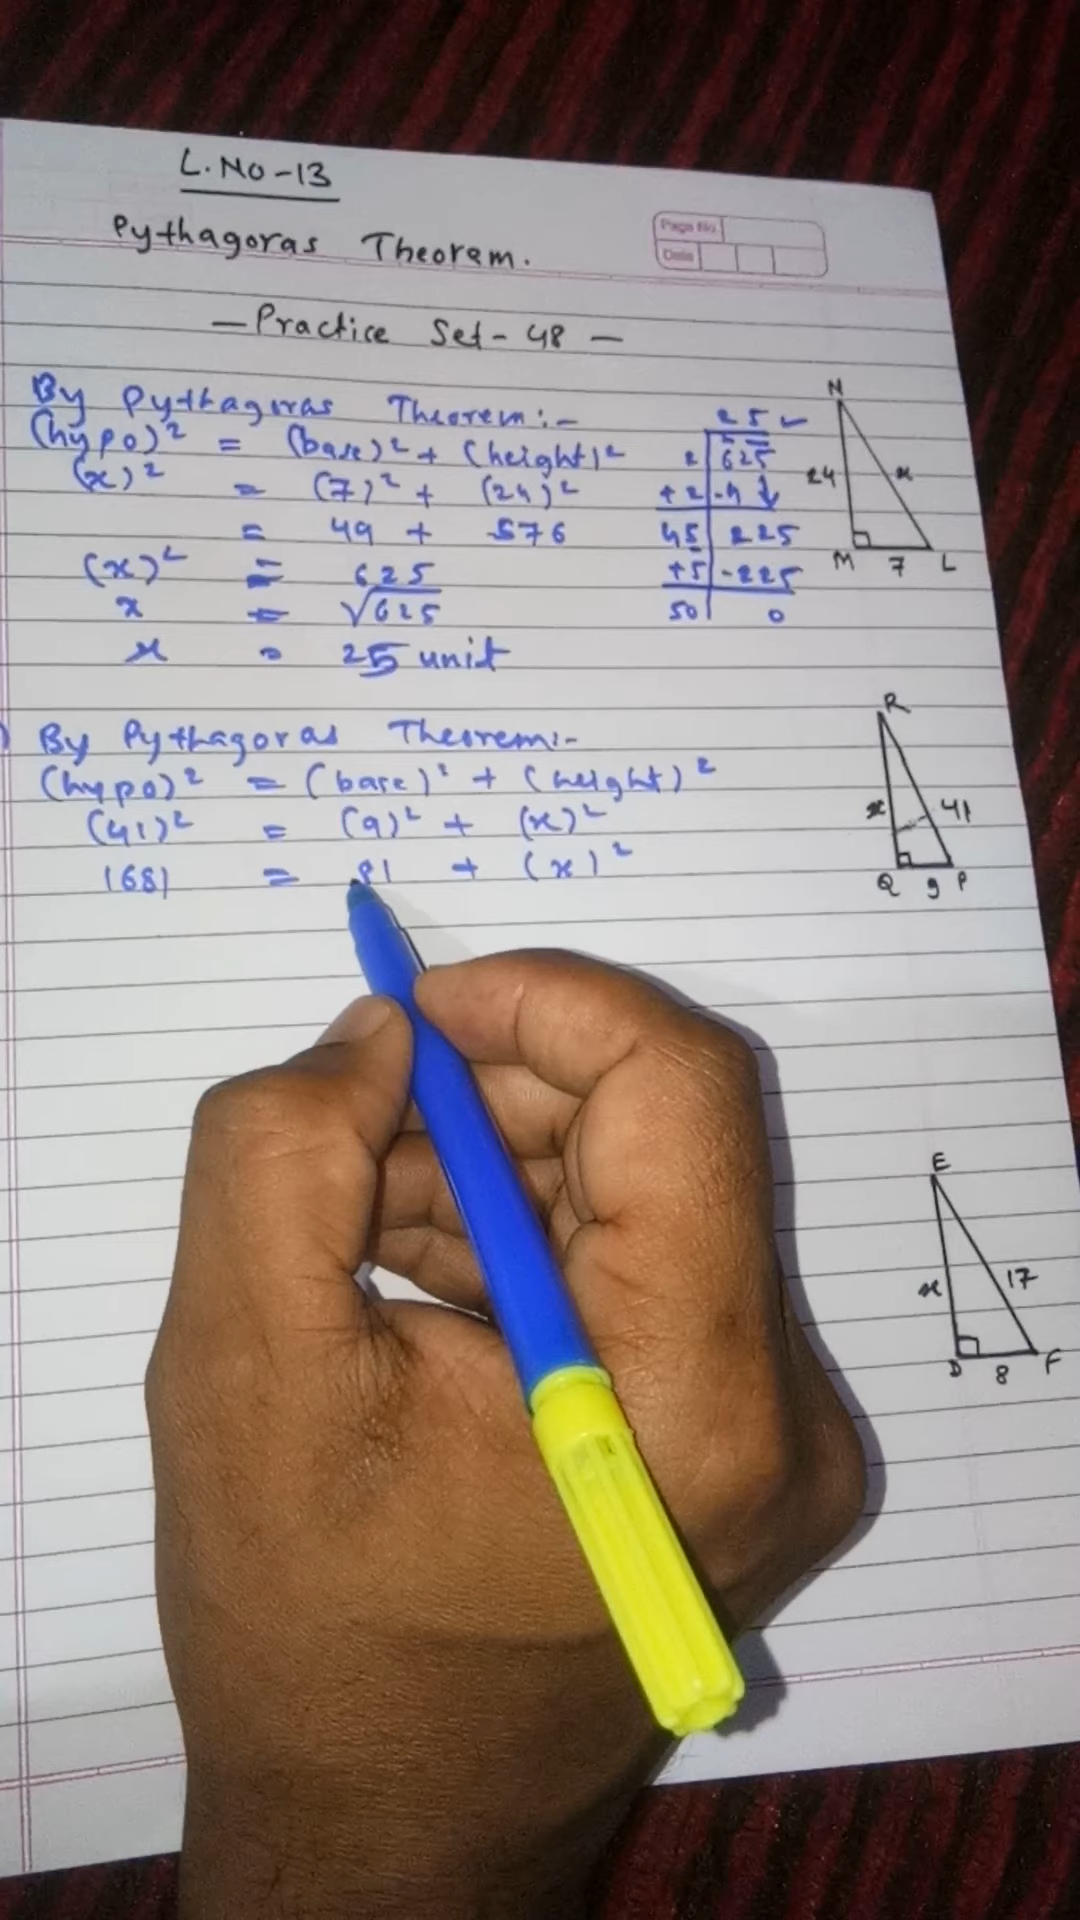 L.No-13
Pythagoras Theoram.
Page No.
Date
-Practice Set-48-
By Pythagoras Theorem:-
(hypo)² = (base)² + (height)²
(x)² = (7)² + (24)²
= 49 + 576
(x)² = 625
x = √625
x = 25 unit
25✓
2 625
+2 -4↓
45 225
+5 -225
50 0
N
24 x
M 7 L
) By Pythagoras Theorem:-
(hypo)² = (base)² + (height)²
(41)² = (9)² + (x)²
1681 = 81 + (x)²
R
x 41
Q 9 P
E
x 17
D 8 F